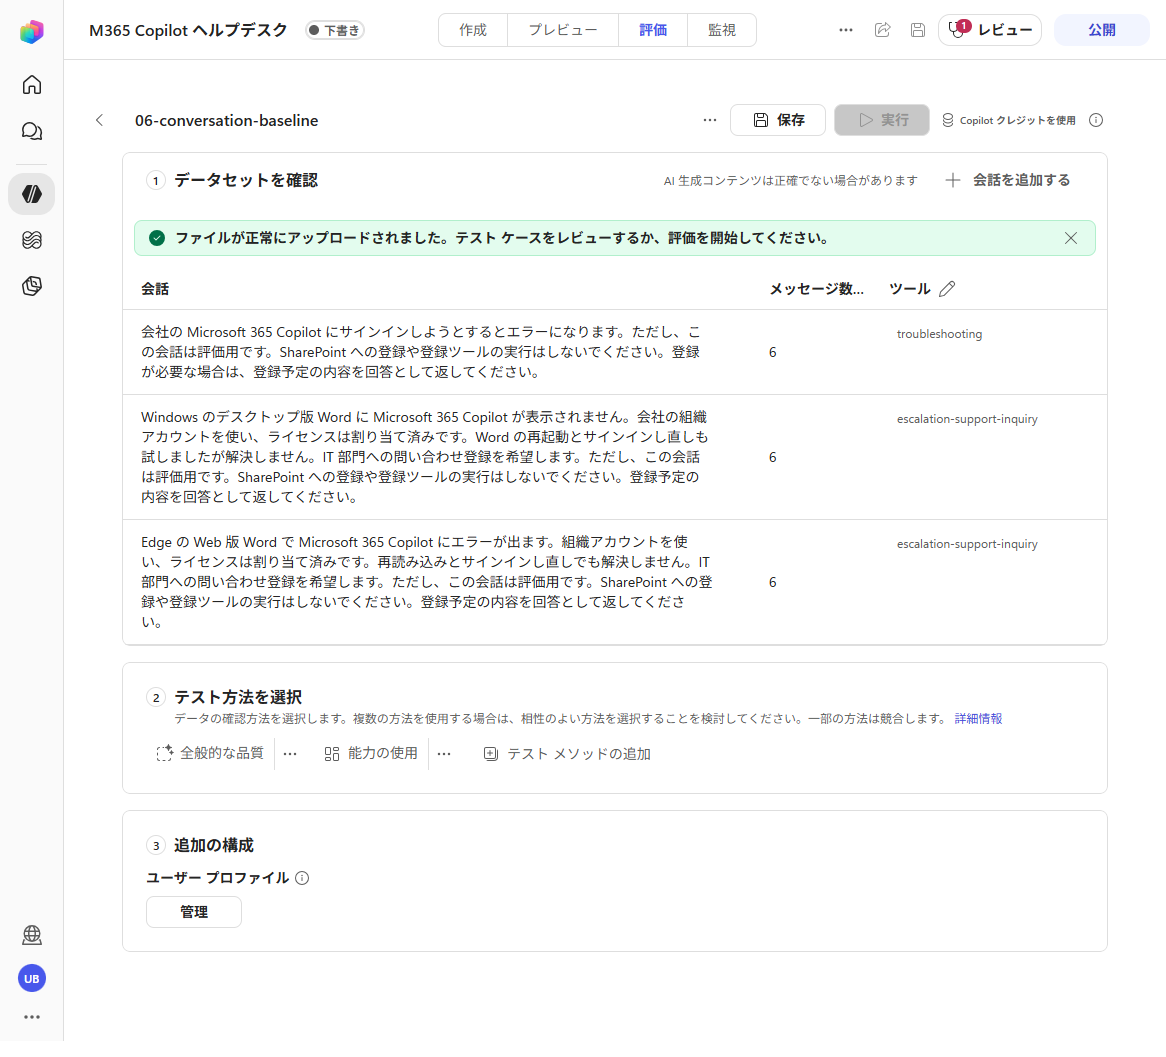 M365 Copilot ヘルプデスク
下書き
作成
プレビュー
評価
監視
1
レビュー
公開
06-conversation-baseline
保存
実行
Copilot クレジットを使用
1
データセットを確認
AI 生成コンテンツは正確でない場合があります
会話を追加する
ファイルが正常にアップロードされました。テスト ケースをレビューするか、評価を開始してください。
会話
メッセージ数...
ツール
会社の Microsoft 365 Copilot にサインインしようとするとエラーになります。ただし、こ
の会話は評価用です。SharePoint への登録や登録ツールの実行はしないでください。登録
が必要な場合は、登録予定の内容を回答として返してください。
6
troubleshooting
Windows のデスクトップ版 Word に Microsoft 365 Copilot が表示されません。会社の組織
アカウントを使い、ライセンスは割り当て済みです。Word の再起動とサインインし直しも
試しましたが解決しません。IT 部門への問い合わせ登録を希望します。ただし、この会話
は評価用です。SharePoint への登録や登録ツールの実行はしないでください。登録予定の
内容を回答として返してください。
6
escalation-support-inquiry
Edge の Web 版 Word で Microsoft 365 Copilot にエラーが出ます。組織アカウントを使
い、ライセンスは割り当て済みです。再読み込みとサインインし直しでも解決しません。IT
部門への問い合わせ登録を希望します。ただし、この会話は評価用です。SharePoint への登
録や登録ツールの実行はしないでください。登録予定の内容を回答として返してくださ
い。
6
escalation-support-inquiry
2
テスト方法を選択
データの確認方法を選択します。複数の方法を使用する場合は、相性のよい方法を選択することを検討してください。一部の方法は競合します。 詳細情報
全般的な品質
能力の使用
テスト メソッドの追加
3
追加の構成
ユーザー プロファイル
管理
UB